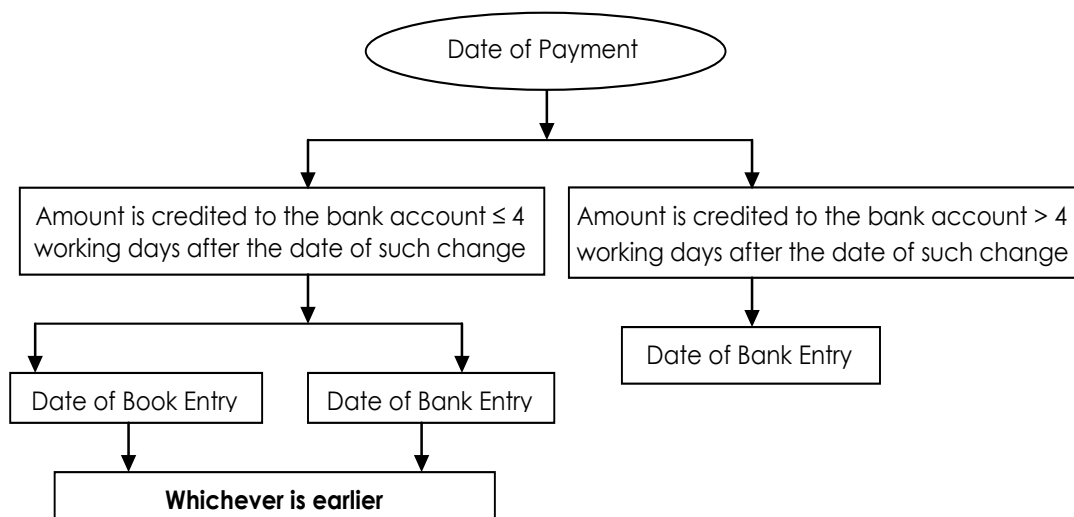 Date of Payment
Amount is credited to the bank account ≤ 4
working days after the date of such change
Amount is credited to the bank account > 4
working days after the date of such change
Date of Book Entry
Date of Bank Entry
Date of Bank Entry
Whichever is earlier